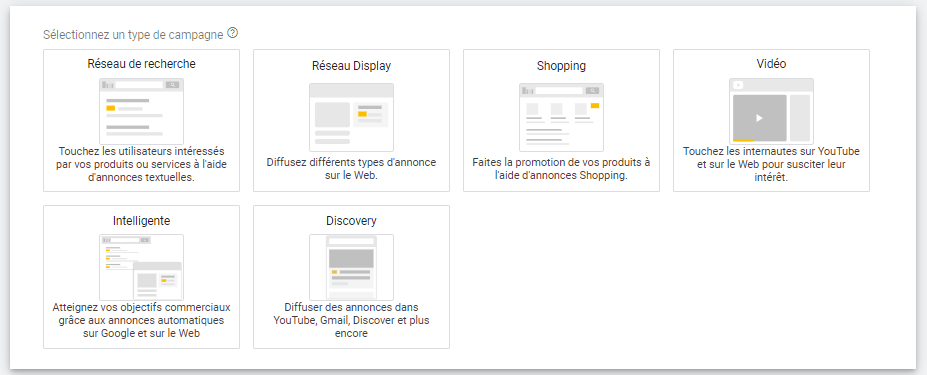 Sélectionnez un type de campagne
Réseau de recherche
Touchez les utilisateurs intéressés
par vos produits ou services à l'aide
d'annonces textuelles.
Réseau Display
Diffusez différents types d'annonce
sur le Web.
Shopping
Faites la promotion de vos produits à
l'aide d'annonces Shopping.
Vidéo
Touchez les internautes sur YouTube
et sur le Web pour susciter leur
intérêt.
Intelligente
Atteignez vos objectifs commerciaux
grâce aux annonces automatiques
sur Google et sur le Web
Discovery
Diffuser des annonces dans
YouTube, Gmail, Discover et plus
encore